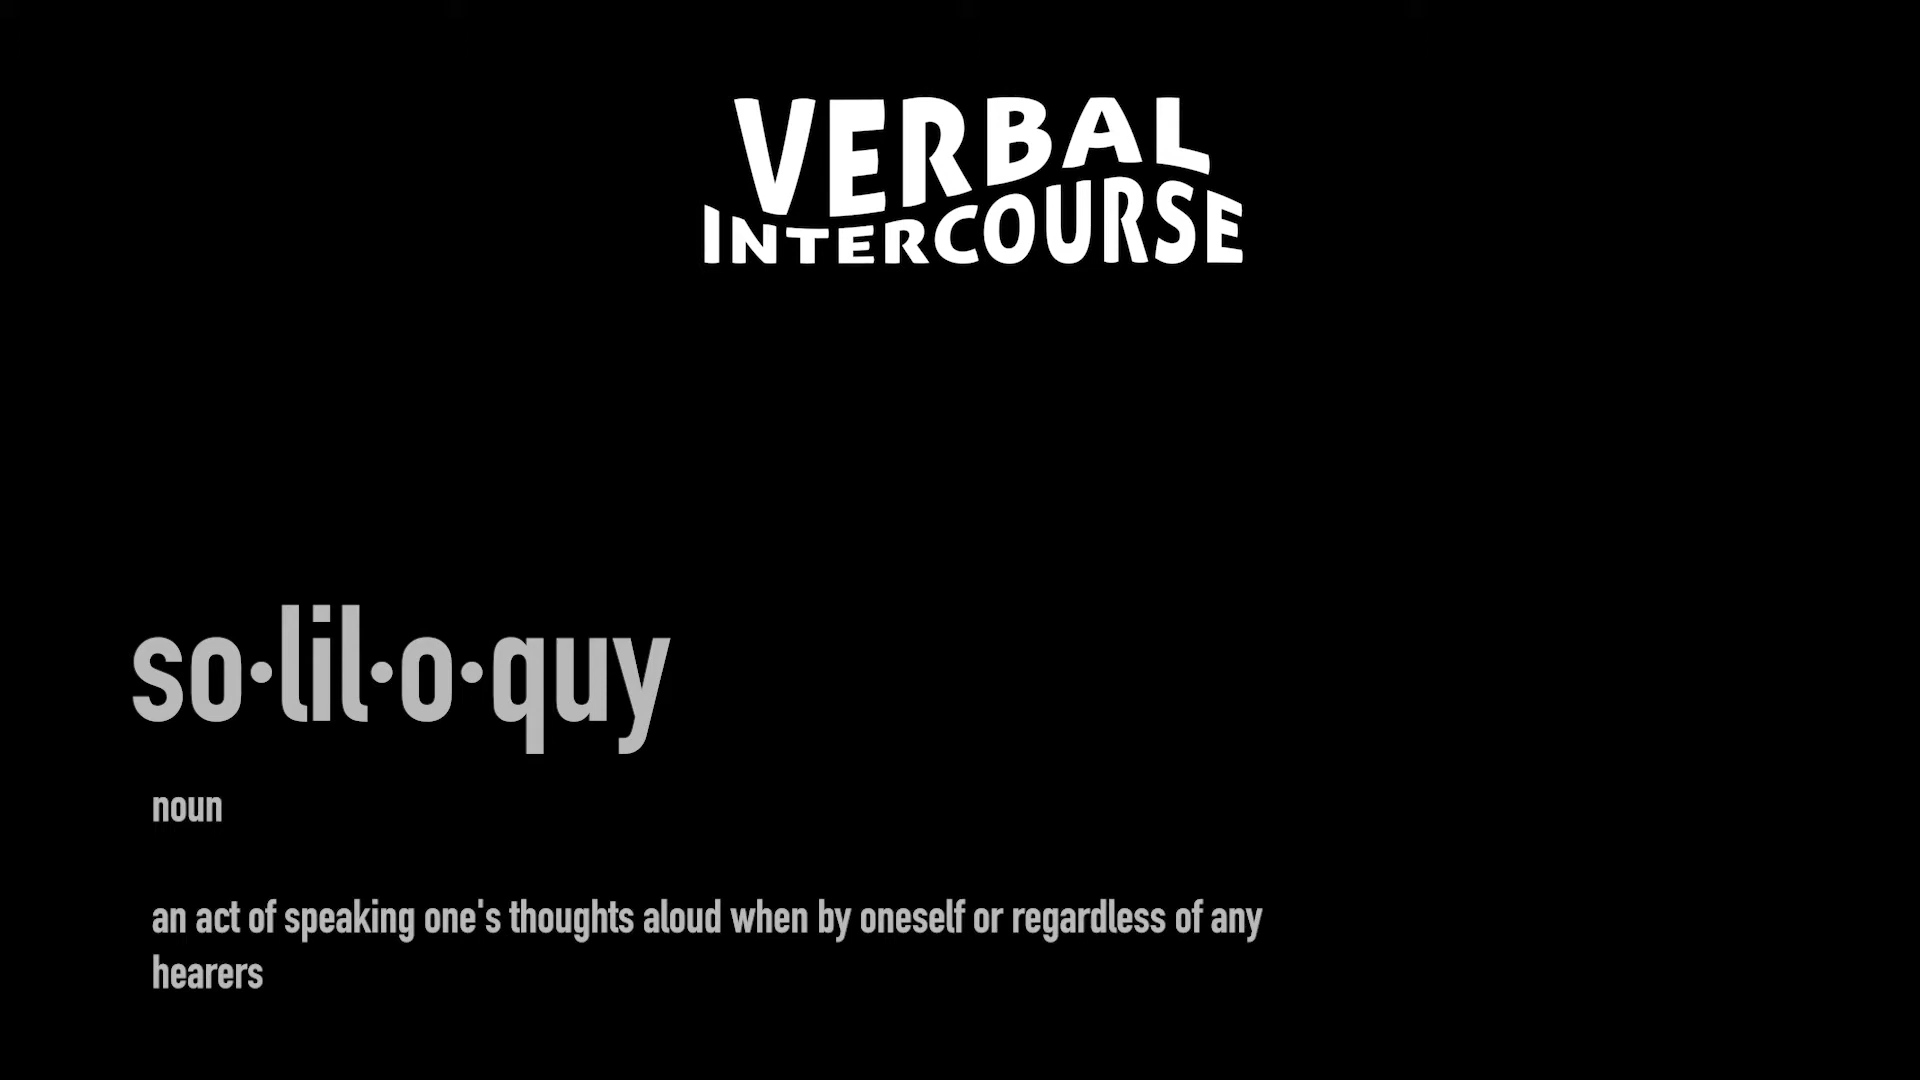 VERBAL
INTERCOURSE
so·lil·o·quy
noun
an act of speaking one's thoughts aloud when by oneself or regardless of any
hearers